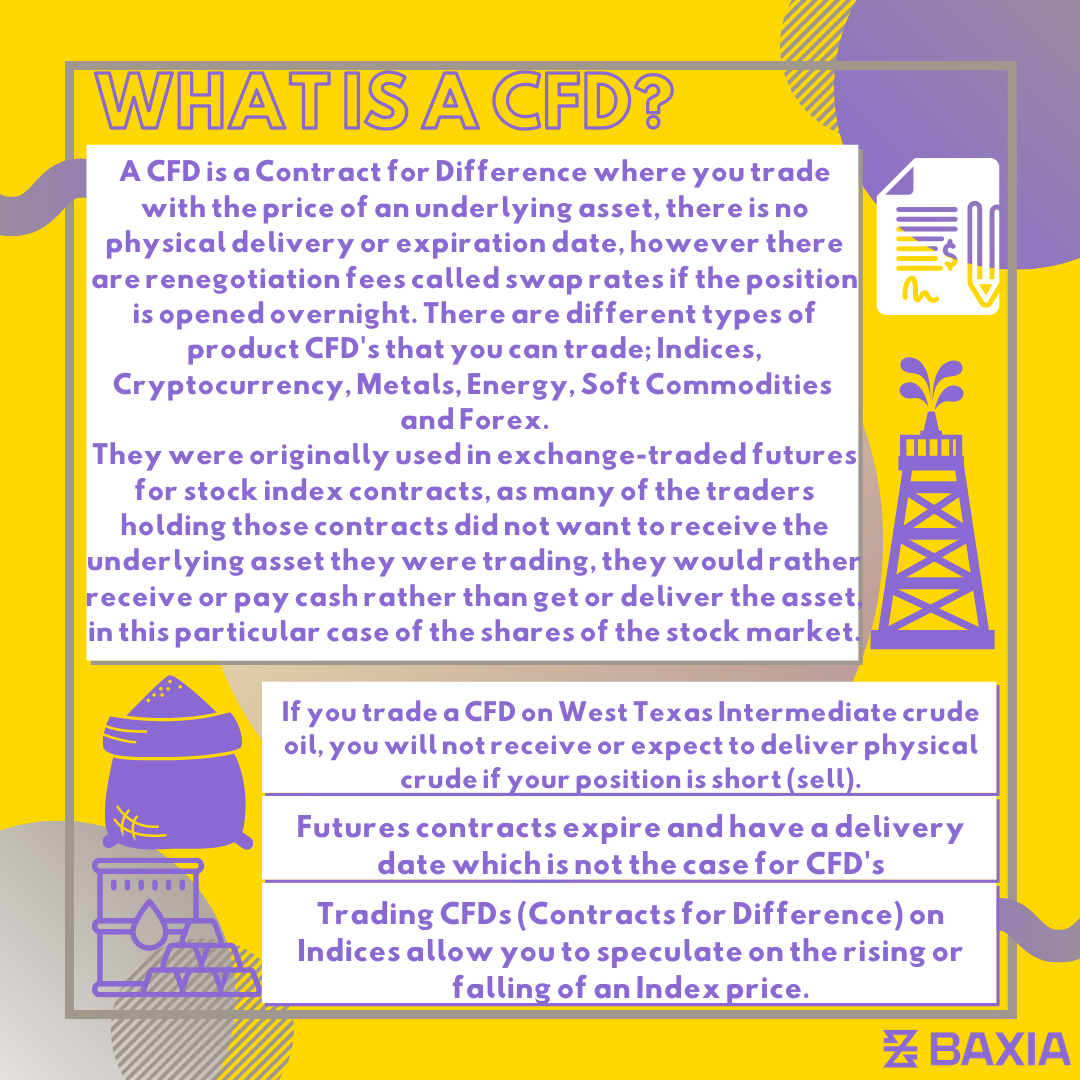 WHAT IS A CFD?
A CFD is a Contract for Difference where you trade
with the price of an underlying asset, there is no
physical delivery or expiration date, however there
are renegotiation fees called swap rates if the position
is opened overnight. There are different types of
product CFD's that you can trade; Indices,
Cryptocurrency, Metals, Energy, Soft Commodities
and Forex.
They were originally used in exchange-traded futures
for stock index contracts, as many of the traders
holding those contracts did not want to receive the
underlying asset they were trading, they would rather
receive or pay cash rather than get or deliver the asset,
in this particular case of the shares of the stock market.
$
If you trade a CFD on West Texas Intermediate crude
oil, you will not receive or expect to deliver physical
crude if your position is short (sell).
Futures contracts expire and have a delivery
date which is not the case for CFD's
Trading CFDs (Contracts for Difference) on
Indices allow you to speculate on the rising or
falling of an Index price.
BAXIA